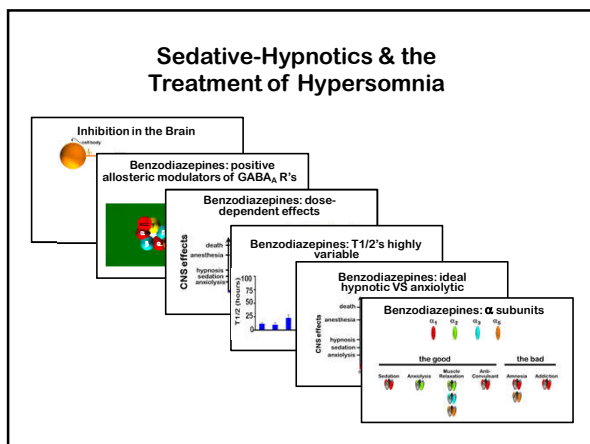 Sedative-Hypnotics & the
Treatment of Hypersomnia
Inhibition in the Brain
cell body
Benzodiazepines: positive
allosteric modulators of GABAA R's
Benzodiazepines: dose-
dependent effects
CNS effects
death
anesthesia
hypnosis
sedation
anxiolysis
Benzodiazepines: T1/2's highly
variable
T1/2 (hours)
100
75
50
25
0
Benzodiazepines: ideal
hypnotic VS anxiolytic
CNS effects
death
anesthesia
hypnosis
sedation
anxiolysis
Benzodiazepines: α subunits
α1 α2 α3 α5
the good the bad
Sedation Anxiolysis Muscle Relaxation Anti-Convulsant Amnesia Addiction